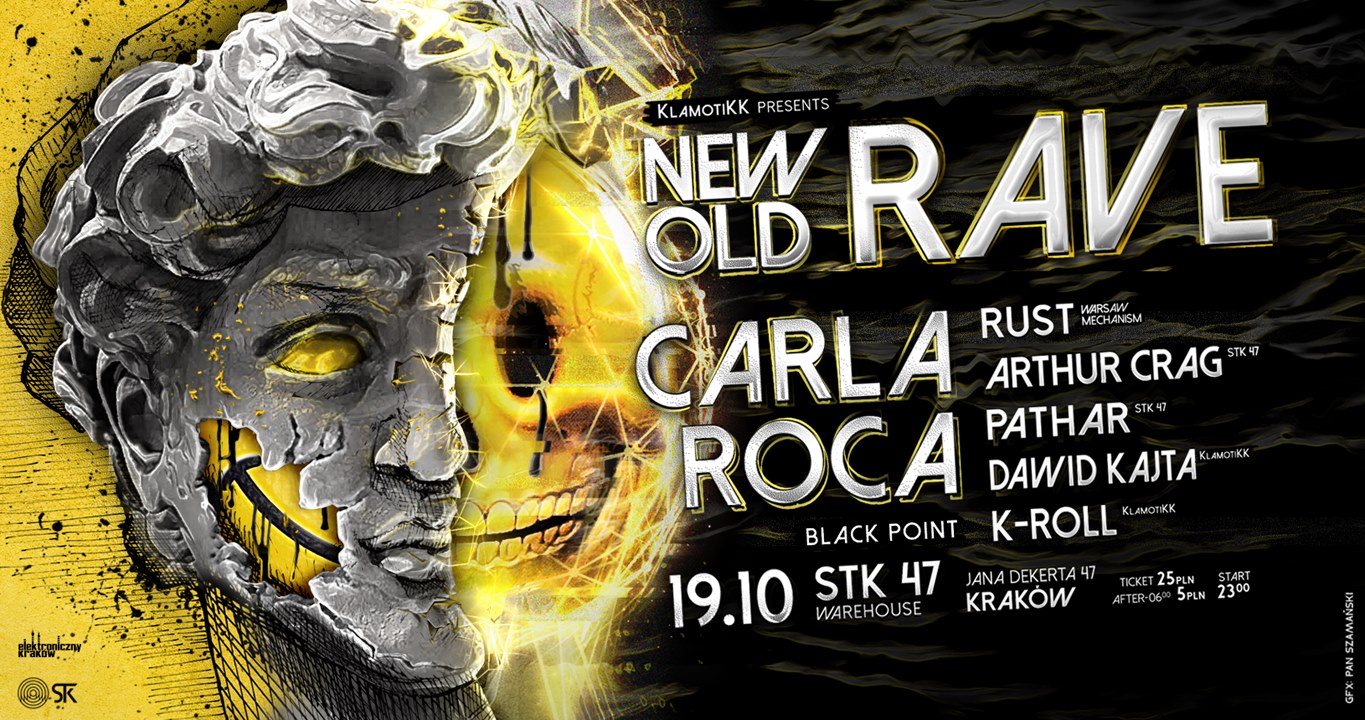 KLAMOTIKK PRESENTS
NEW
OLD
RAVE
CARLA
ROCA
BLACK POINT
RUST WARSAW
MECHANISM
ARTHUR CRAG STK 47
PATHAR STK 47
DAWID KAJTA KLAMOTIKK
K-ROLL KLAMOTIKK
19.10
STK 47
WAREHOUSE
JANA DEKERTA 47
KRAKÓW
TICKET 25PLN
AFTER-06⁰⁰ 5PLN
START
23⁰⁰
elektroniczny
kraków
STK
GFX: PAN SZAMAŃSKI